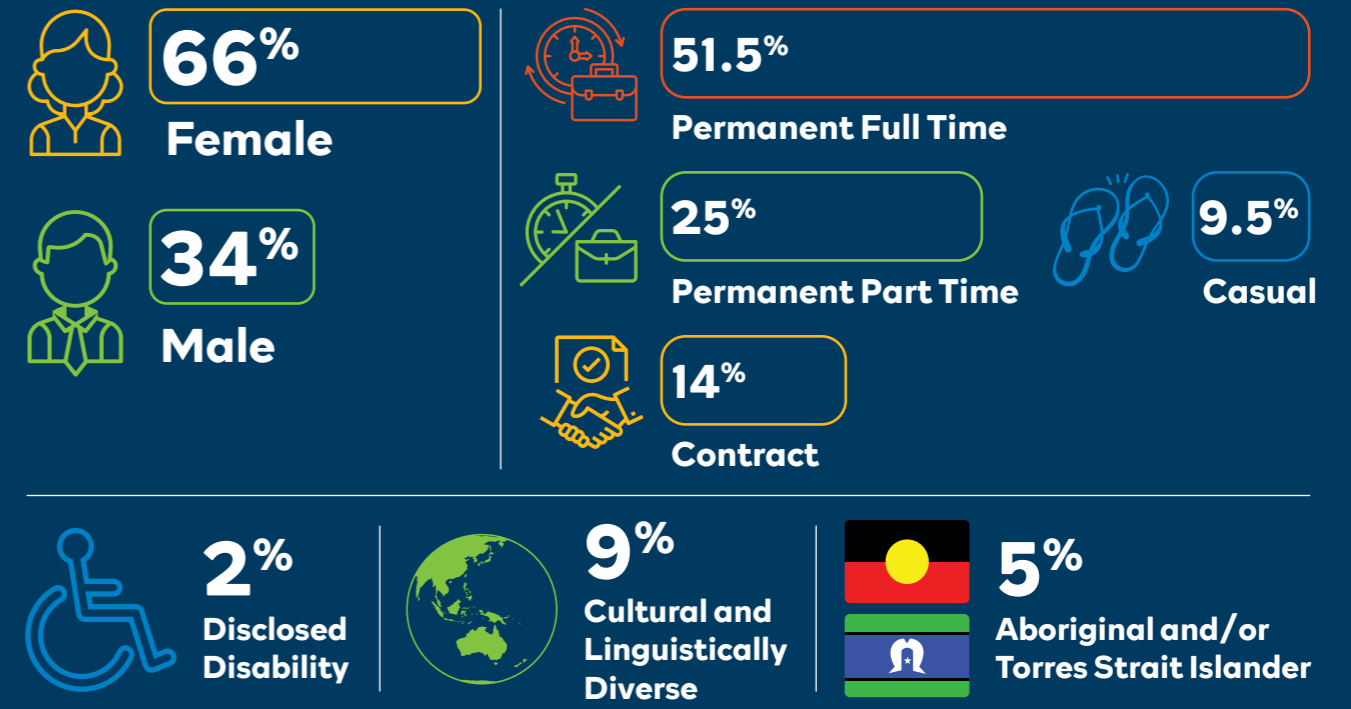 66%
Female
34%
Male
51.5%
Permanent Full Time
25%
Permanent Part Time
9.5%
Casual
14%
Contract
2%
Disclosed
Disability
9%
Cultural and
Linguistically
Diverse
5%
Aboriginal and/or
Torres Strait Islander